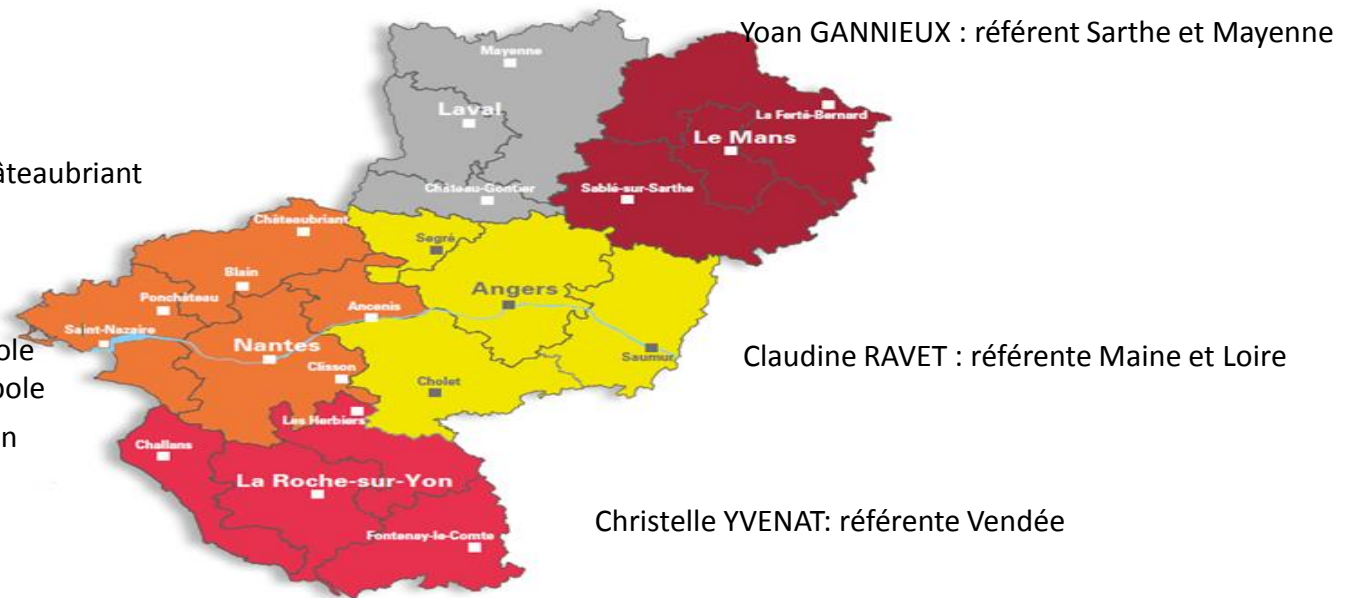 Yoan GANNIEUX : référent Sarthe et Mayenne
Mayenne
Laval
La Ferté-Bernard
Le Mans
âteaubriant
Château-Gontier
Sablé-sur-Sarthe
Châteaubriant
Segré
Blain
Angers
Ponchâteau
Ancenis
Saint-Nazaire
Nantes
ole
Saumur
Claudine RAVET : référente Maine et Loire
Clisson
pole
Cholet
Les Herbiers
n
Challans
La Roche-sur-Yon
Christelle YVENAT: référente Vendée
Fontenay-le-Comte